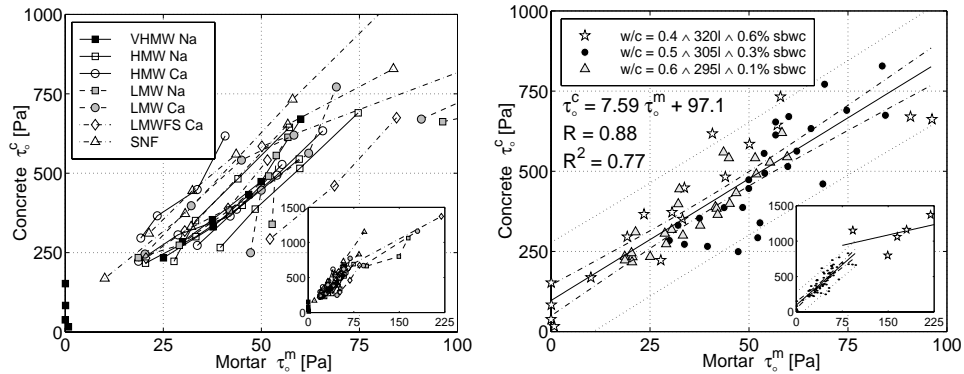 1000
750
500
250
0
0
25
50
75
100
Concrete τ₀ᶜ [Pa]
Mortar τ₀ᵐ [Pa]
VHMW Na
HMW Na
HMW Ca
LMW Na
LMW Ca
LMWFS Ca
SNF
1500
1000
500
0
0
75
150
225
1000
750
500
250
0
0
25
50
75
100
Concrete τ₀ᶜ [Pa]
Mortar τ₀ᵐ [Pa]
w/c = 0.4 ∧ 320l ∧ 0.6% sbwc
w/c = 0.5 ∧ 305l ∧ 0.3% sbwc
w/c = 0.6 ∧ 295l ∧ 0.1% sbwc
τ₀ᶜ = 7.59 τ₀ᵐ + 97.1
R = 0.88
R² = 0.77
1500
1000
500
0
0
75
150
225